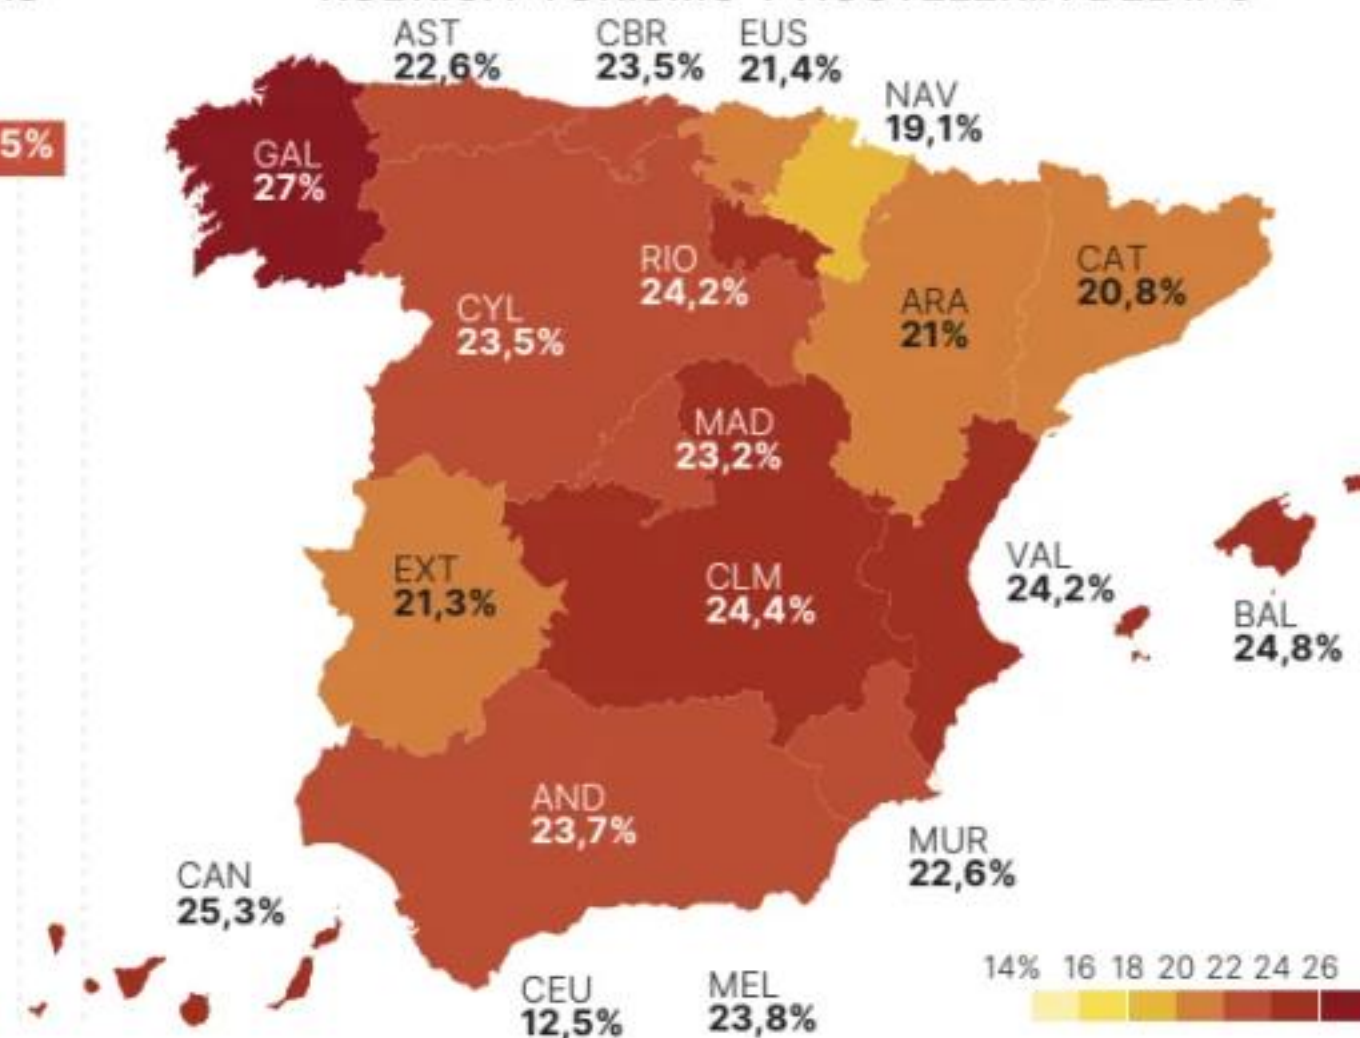 AST
22,6%
CBR
23,5%
EUS
21,4%
NAV
19,1%
5%
GAL
27%
RIO
24,2%
CAT
20,8%
CYL
23,5%
ARA
21%
MAD
23,2%
EXT
21,3%
CLM
24,4%
VAL
24,2%
BAL
24,8%
AND
23,7%
MUR
22,6%
CAN
25,3%
CEU
12,5%
MEL
23,8%
14% 16 18 20 22 24 26